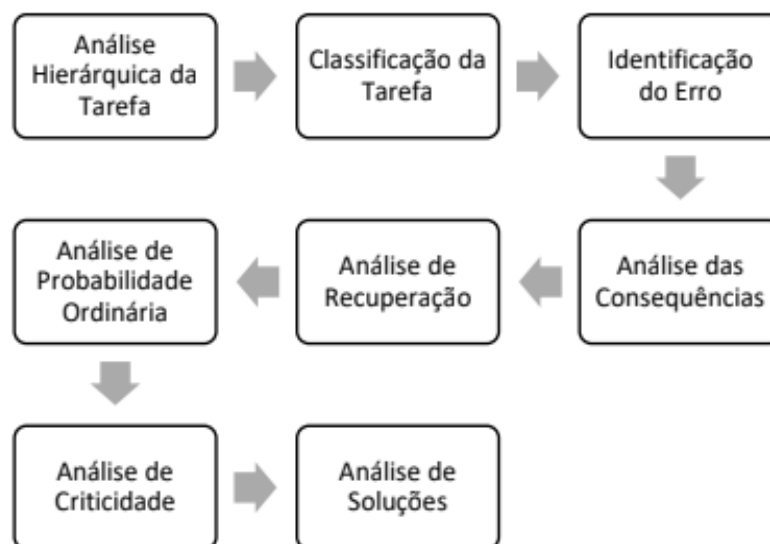 Análise
Hierárquica da
Tarefa
Classificação da
Tarefa
Identificação
do Erro
Análise das
Consequências
Análise de
Recuperação
Análise de
Probabilidade
Ordinária
Análise de
Criticidade
Análise de
Soluções